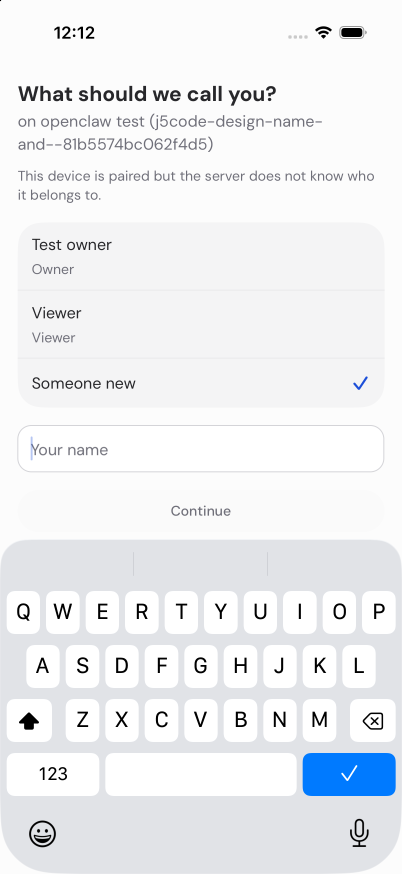 12:12
What should we call you?
on openclaw test (j5code-design-name-
and--81b5574bc062f4d5)
This device is paired but the server does not know who
it belongs to.
Test owner
Owner
Viewer
Viewer
Someone new
Your name
Continue
Q W E R T Y U I O P
A S D F G H J K L
Z X C V B N M
123